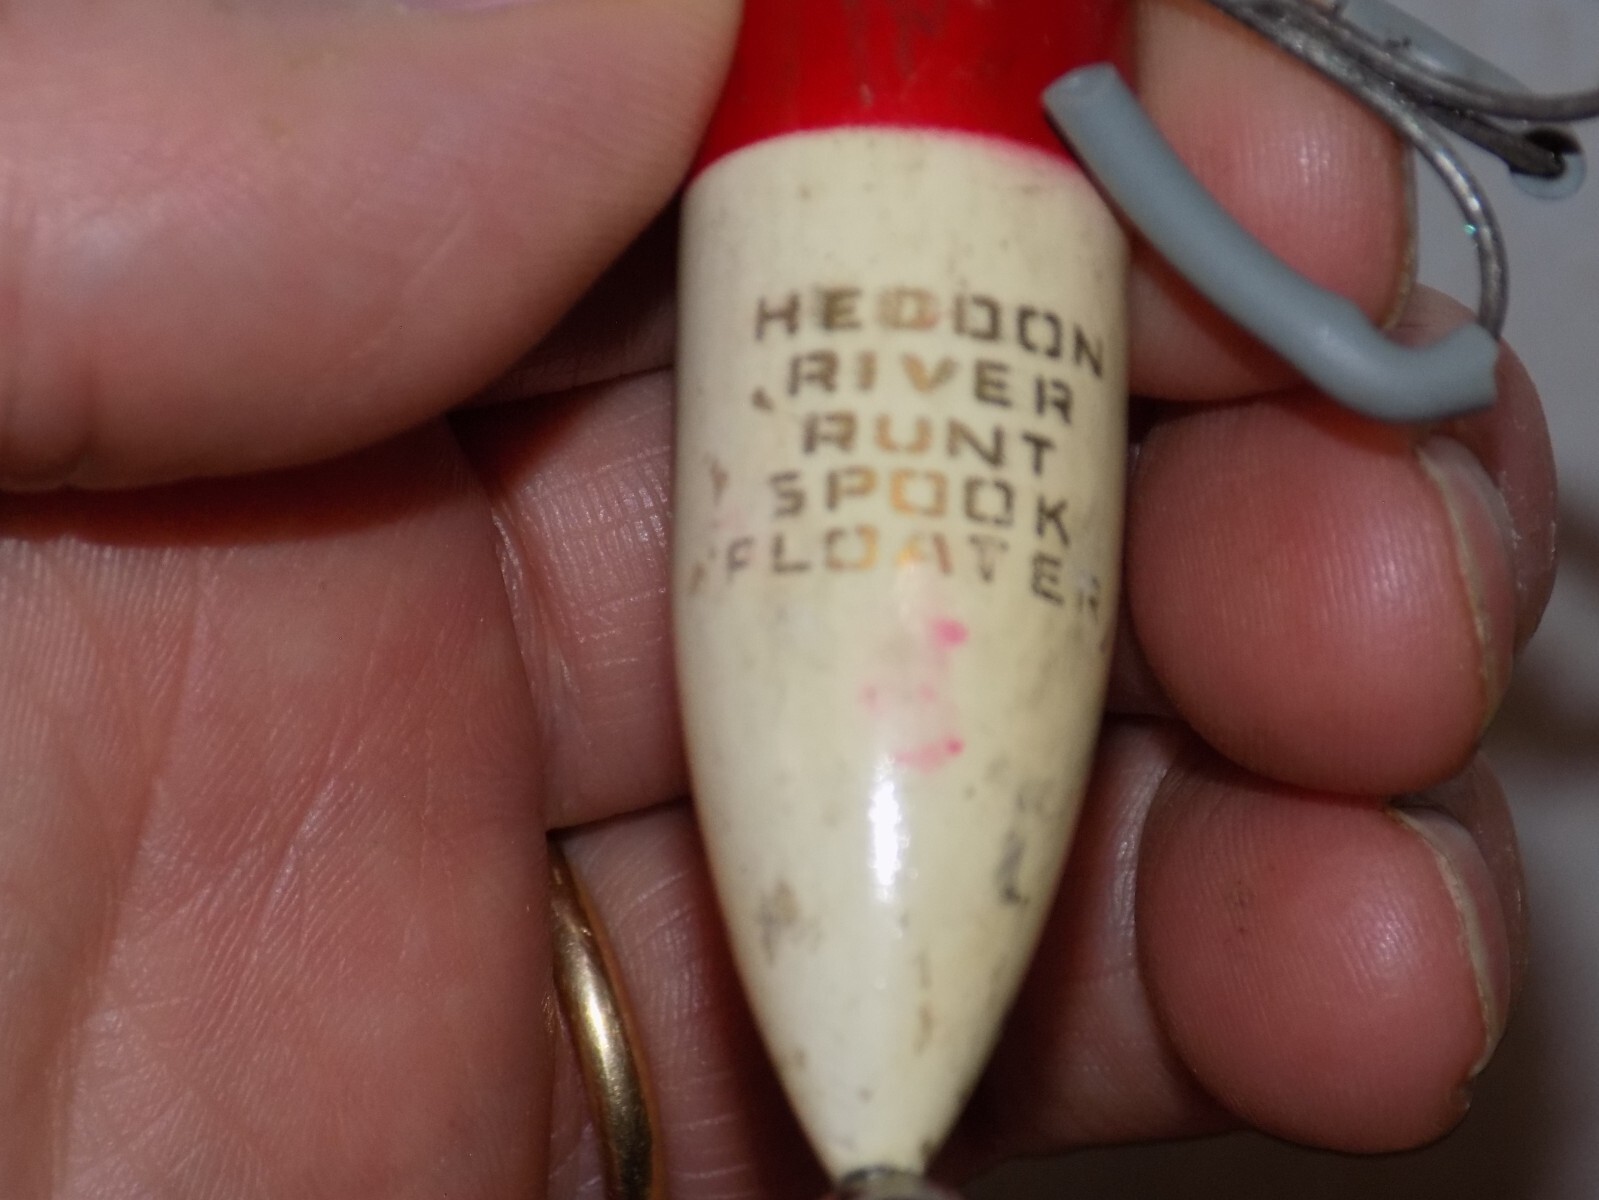 HEDDON
RIVER
RUNT
SPOOK
FLOATER